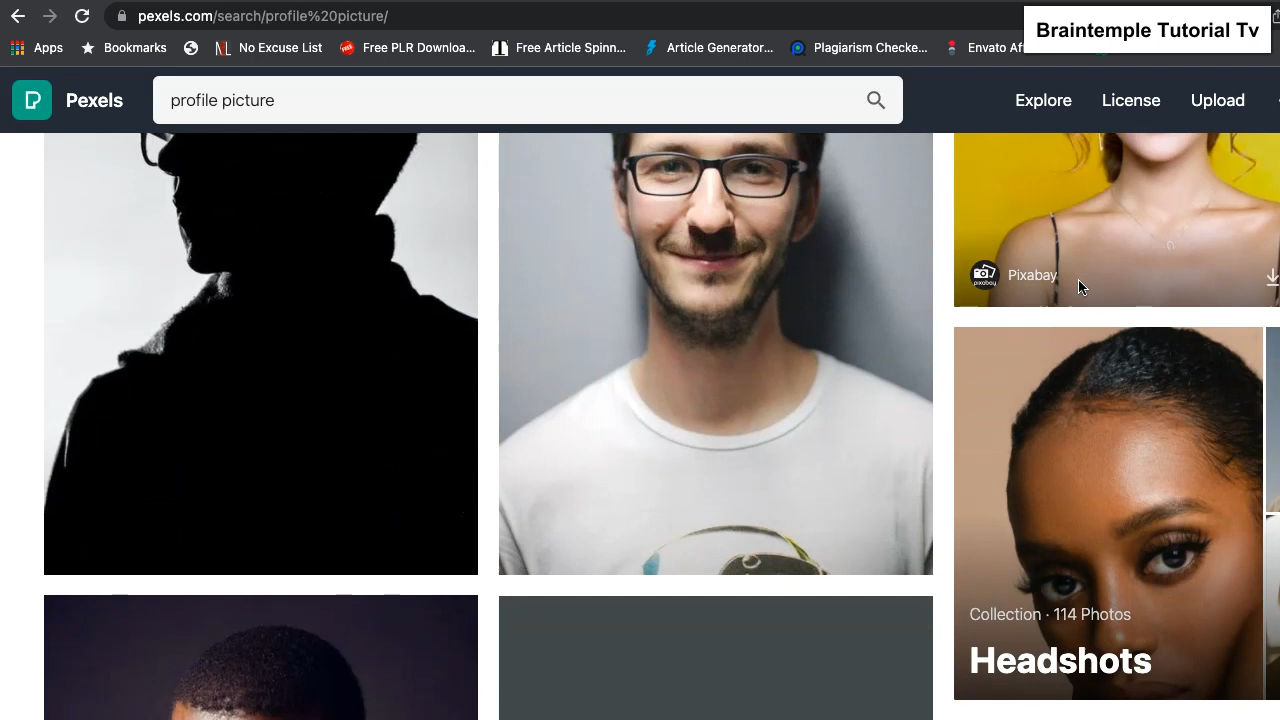 pexels.com/search/profile%20picture/
Braintemple Tutorial Tv
Apps Bookmarks No Excuse List Free PLR Downloa... Free Article Spinn... Article Generator... Plagiarism Checke... Envato Af
Pexels profile picture Explore License Upload
pixabay Pixabay
Collection · 114 Photos
Headshots